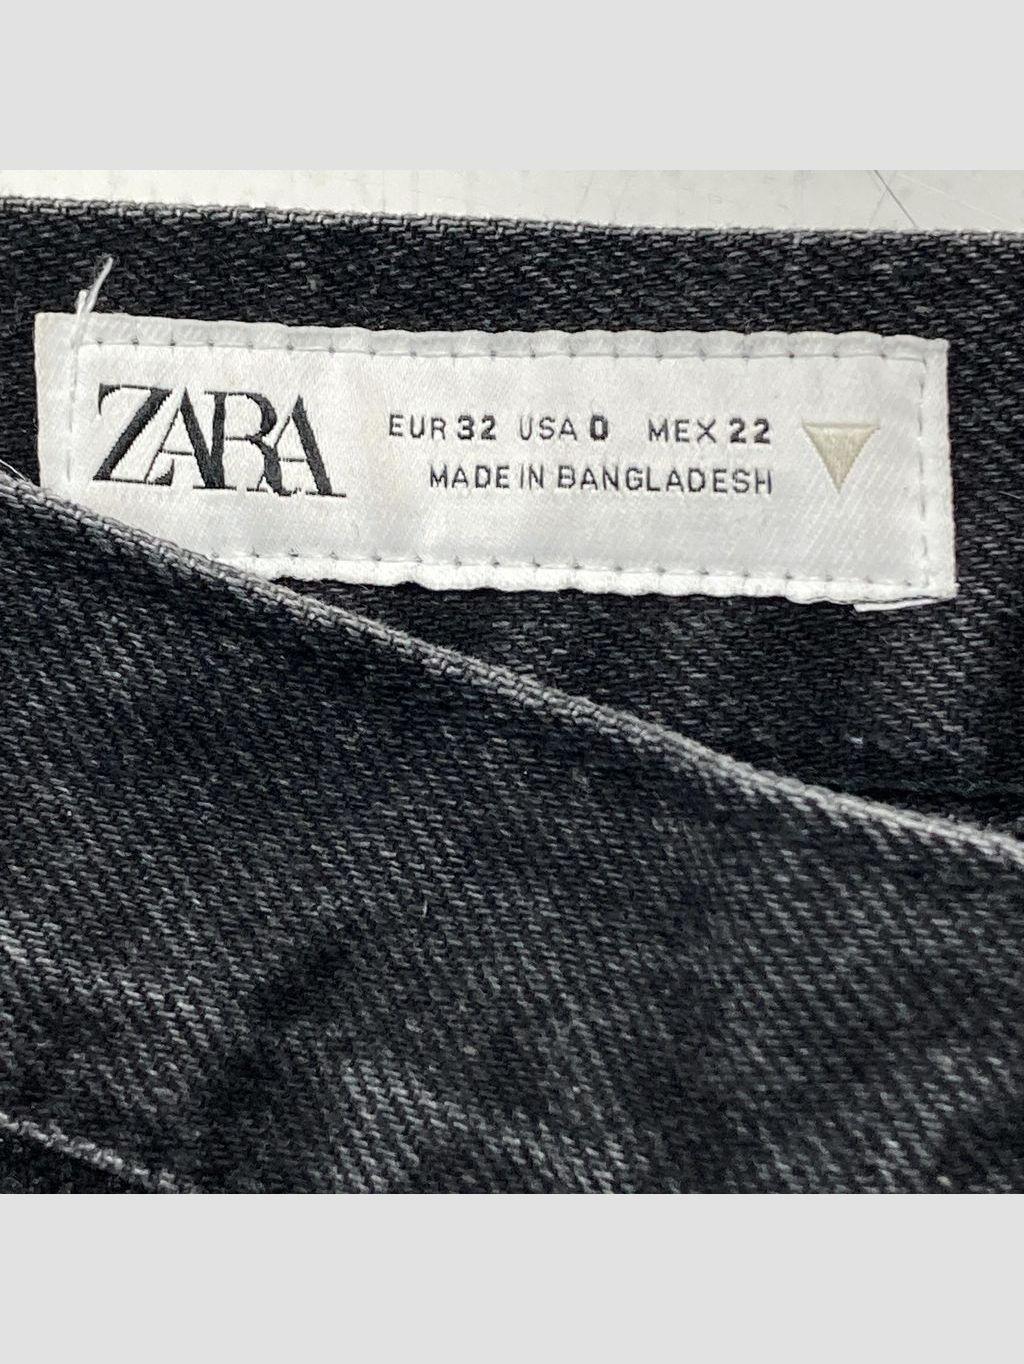 ZARA
EUR 32 USA 0 MEX 22
MADE IN BANGLADESH